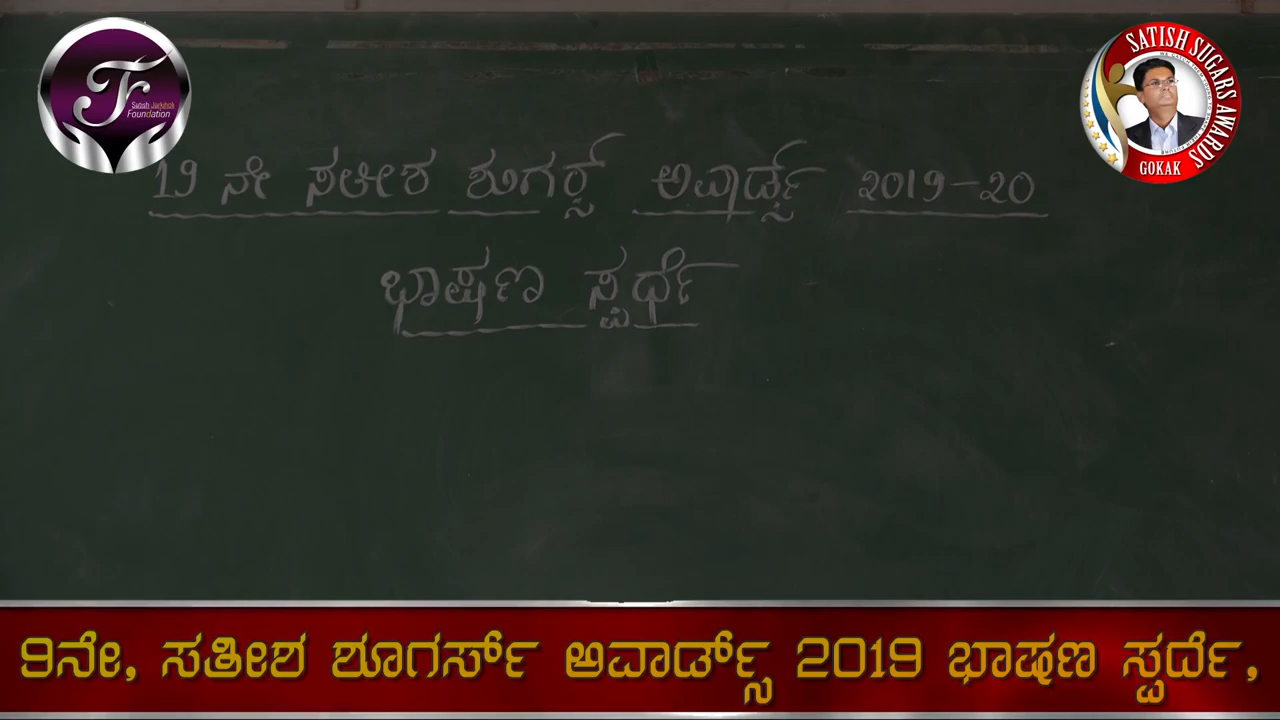 Satish Jarkiholi
Foundation
SATISH SUGARS AWARDS
GOKAK
19 ನೇ ಸತೀಶ ಶುಗರ್ಸ್ ಅವಾರ್ಡ್ಸ್ 2019-20
ಭಾಷಣ ಸ್ಪರ್ಧೆ
9ನೇ, ಸತೀಶ ಶೂಗರ್ಸ್ ಅವಾರ್ಡ್ಸ್ 2019 ಭಾಷಣ ಸ್ಪರ್ದೆ,